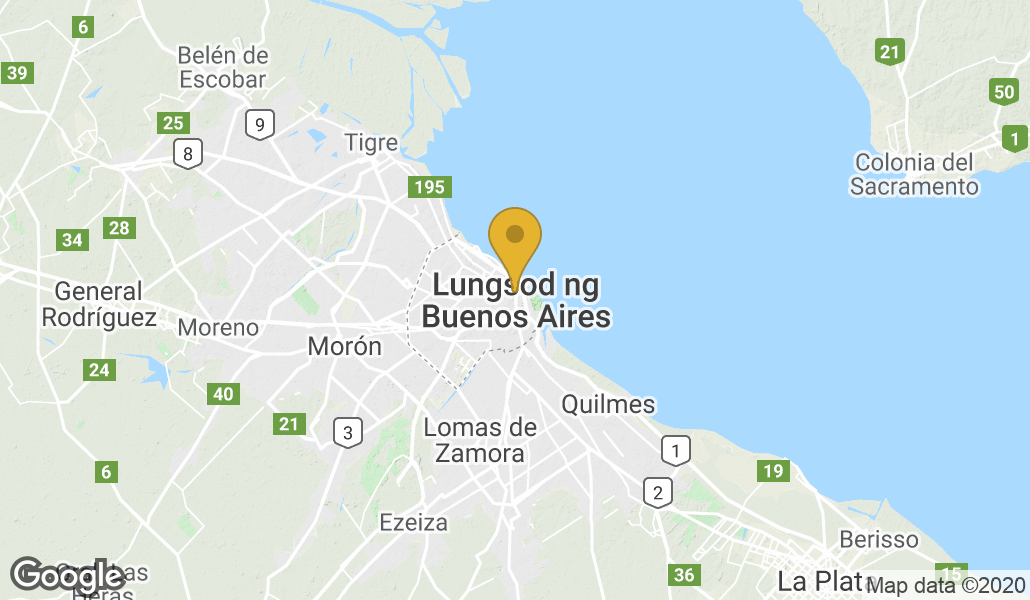 6
Belén de
Escobar
21
39
50
25
9
1
8
Tigre
Colonia del
Sacramento
195
28
34
General
Rodríguez
Lungsod ng
Buenos Aires
Moreno
Morón
24
40
Quilmes
21
3
Lomas de
Zamora
1
19
6
2
Ezeiza
Berisso
Google
Las
Heras
36
15
La Plat
Map data ©2020